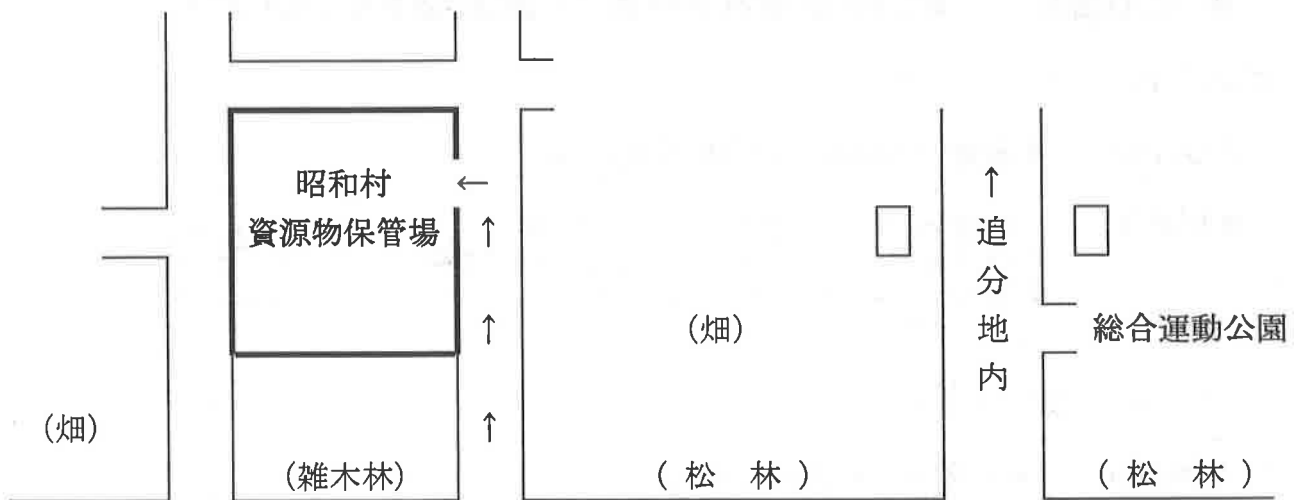 昭和村
資源物保管場
←
↑
↑
↑
(畑)
(雑木林)
(畑)
(松 林)
↑追分地内
総合運動公園
(松 林)